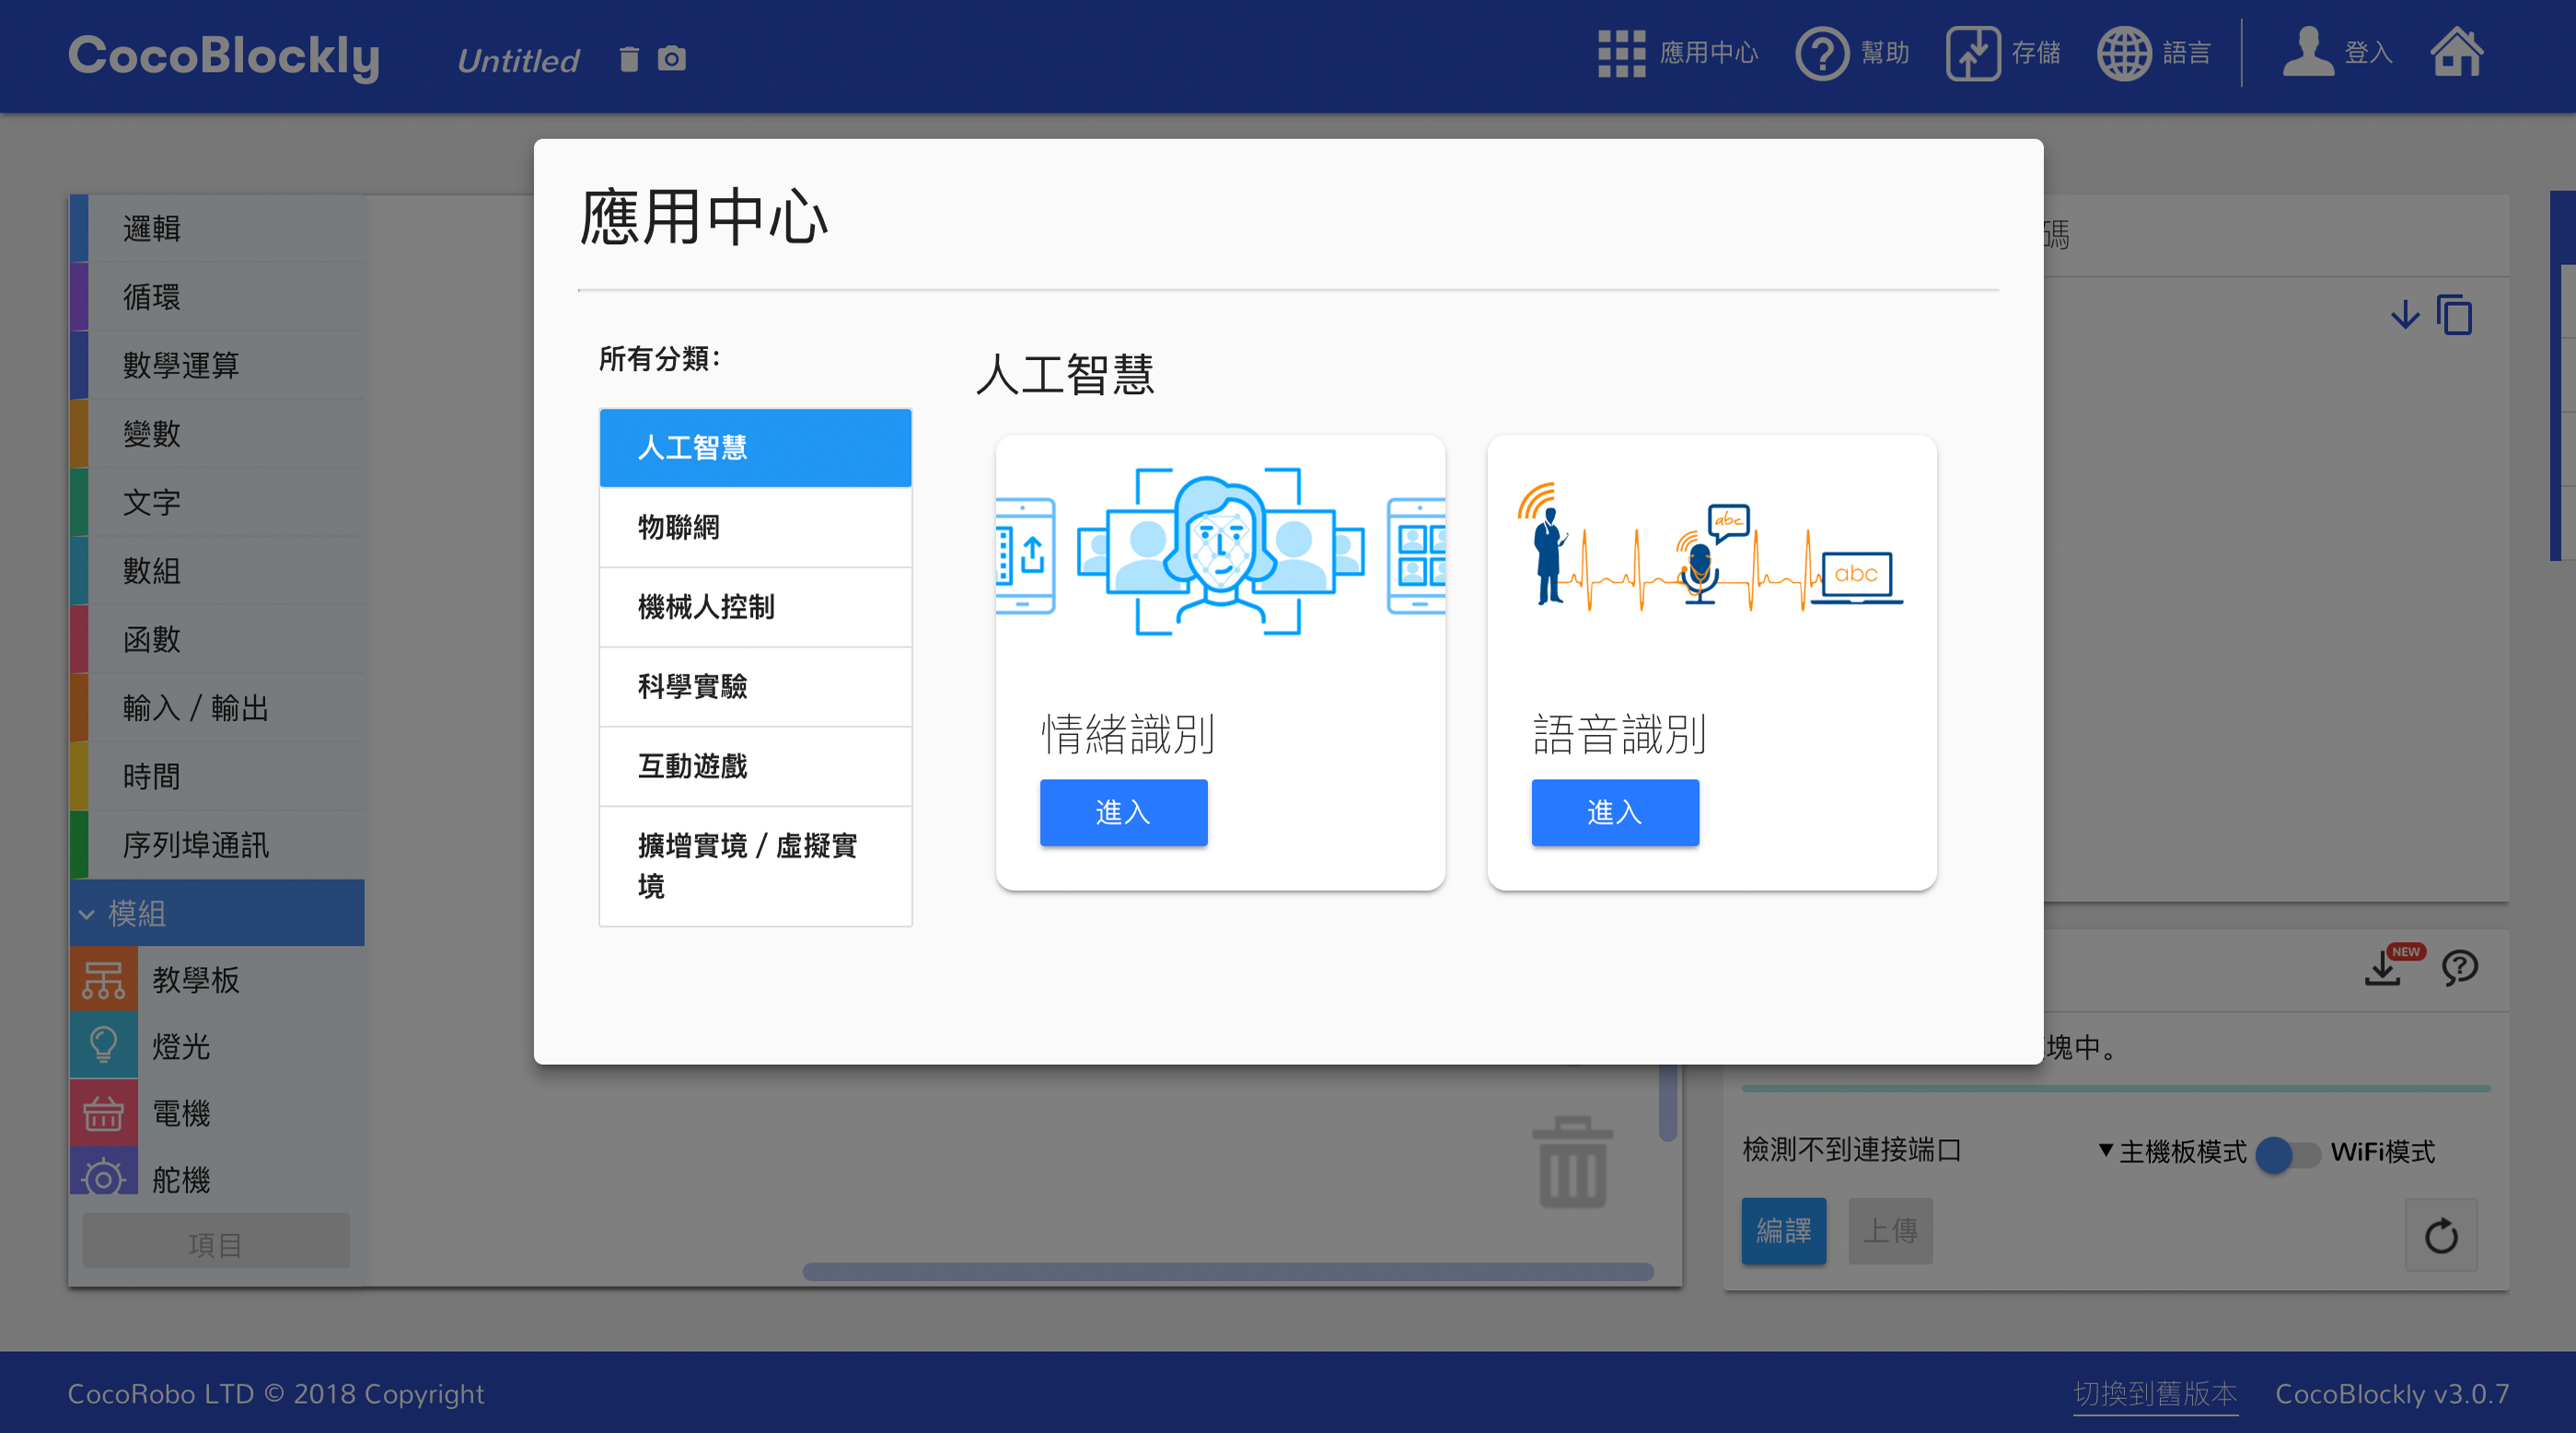 CocoBlockly
Untitled
應用中心
幫助
存儲
語言
登入
邏輯
循環
數學運算
變數
文字
數組
函數
輸入 / 輸出
時間
序列埠通訊
模組
教學板
燈光
電機
舵機
項目
應用中心
所有分類：
人工智慧
物聯網
機械人控制
科學實驗
互動遊戲
擴增實境 / 虛擬實
境
人工智慧
abc
abc
情緒識別
語音識別
進入
進入
碼
NEW
塊中。
檢測不到連接端口
▼主機板模式
WiFi模式
編譯
上傳
CocoRobo LTD © 2018 Copyright
切換到舊版本
CocoBlockly v3.0.7